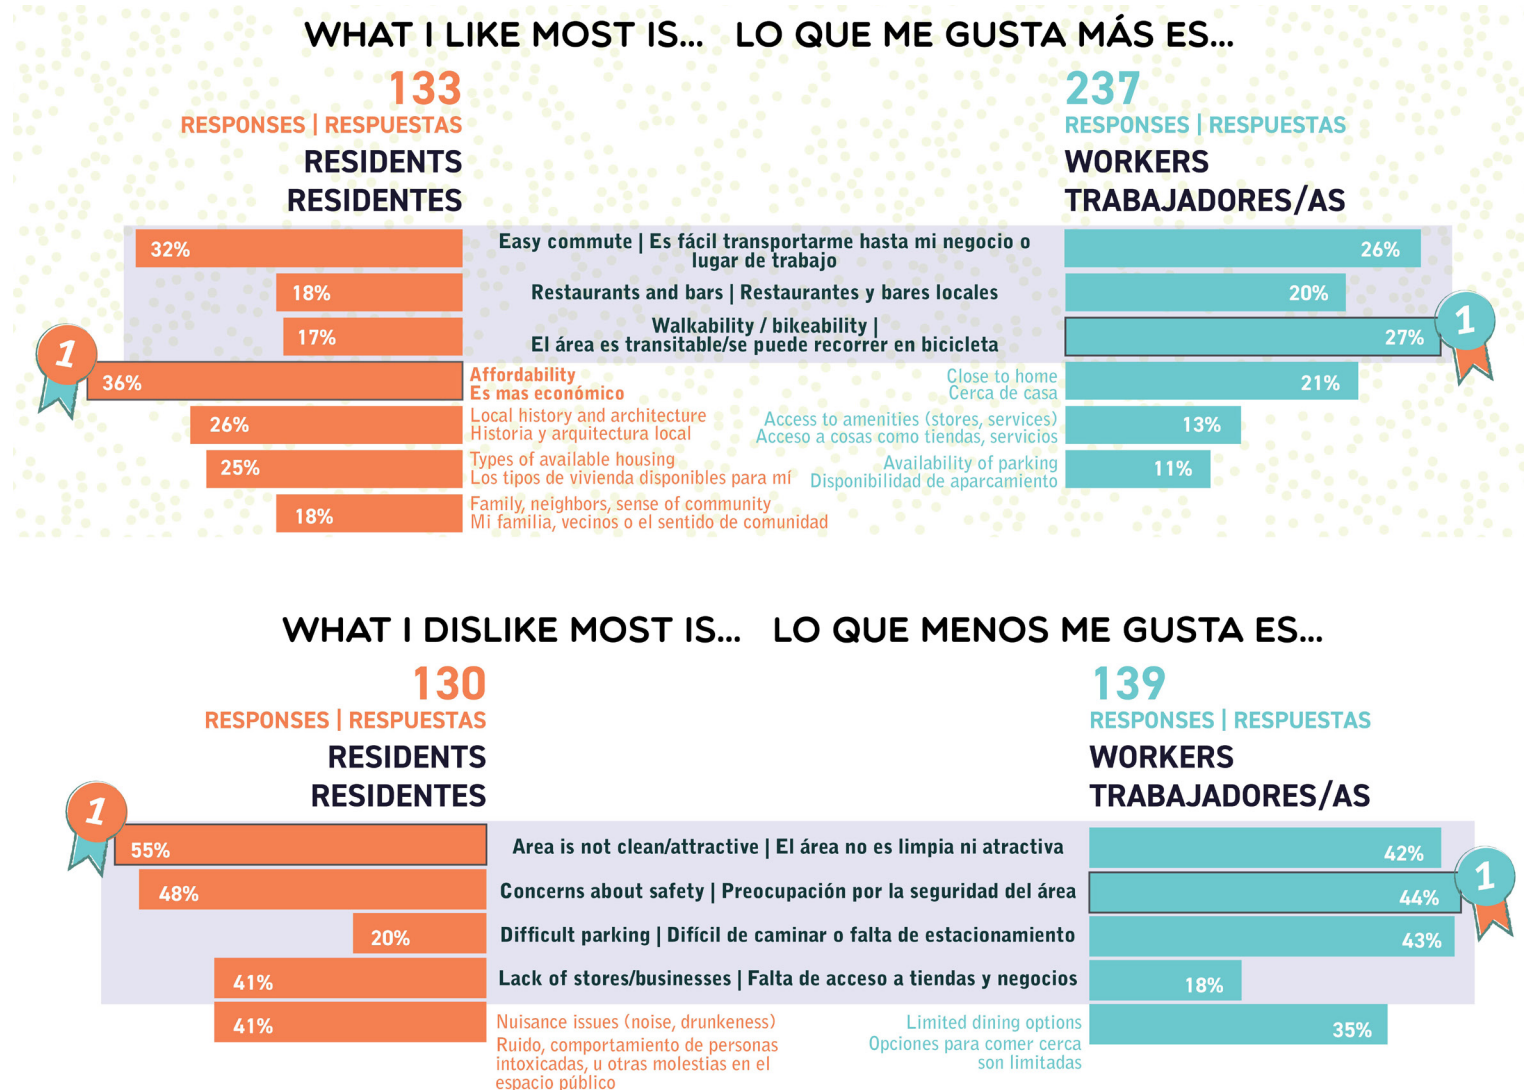 WHAT I LIKE MOST IS... LO QUE ME GUSTA MÁS ES...
133
RESPONSES | RESPUESTAS
RESIDENTS
RESIDENTES
237
RESPONSES | RESPUESTAS
WORKERS
TRABAJADORES/AS
32%
Easy commute | Es fácil transportarme hasta mi negocio o
lugar de trabajo
26%
18%
Restaurants and bars | Restaurantes y bares locales
20%
17%
Walkability / bikeability |
El área es transitable/se puede recorrer en bicicleta
27%
1
1
36%
Affordability
Es mas económico
Close to home
Cerca de casa
21%
26%
Local history and architecture
Historia y arquitectura local
Access to amenities (stores, services)
Acceso a cosas como tiendas, servicios
13%
25%
Types of available housing
Los tipos de vivienda disponibles para mí
Availability of parking
Disponibilidad de aparcamiento
11%
18%
Family, neighbors, sense of community
Mi familia, vecinos o el sentido de comunidad
WHAT I DISLIKE MOST IS... LO QUE MENOS ME GUSTA ES...
130
RESPONSES | RESPUESTAS
RESIDENTS
RESIDENTES
139
RESPONSES | RESPUESTAS
WORKERS
TRABAJADORES/AS
1
55%
Area is not clean/attractive | El área no es limpia ni atractiva
42%
48%
Concerns about safety | Preocupación por la seguridad del área
44%
1
20%
Difficult parking | Difícil de caminar o falta de estacionamiento
43%
41%
Lack of stores/businesses | Falta de acceso a tiendas y negocios
18%
41%
Nuisance issues (noise, drunkeness)
Ruido, comportamiento de personas
intoxicadas, u otras molestias en el
espacio público
Limited dining options
Opciones para comer cerca
son limitadas
35%